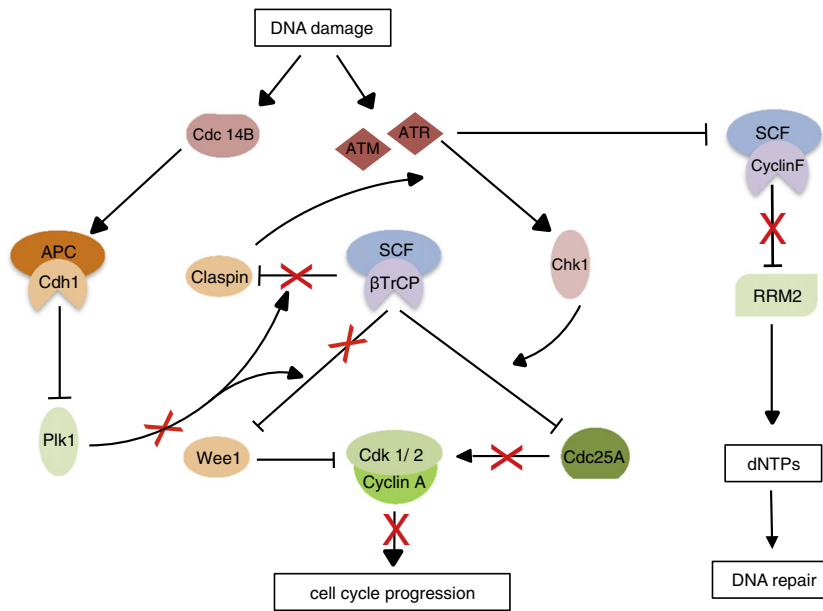 DNA damage
Cdc 14B
ATR
ATM
SCF
CyclinF
APC
Cdh1
Claspin
SCF
βTrCP
Chk1
RRM2
Plk1
Wee1
Cdk 1/ 2
Cyclin A
Cdc25A
dNTPs
cell cycle progression
DNA repair